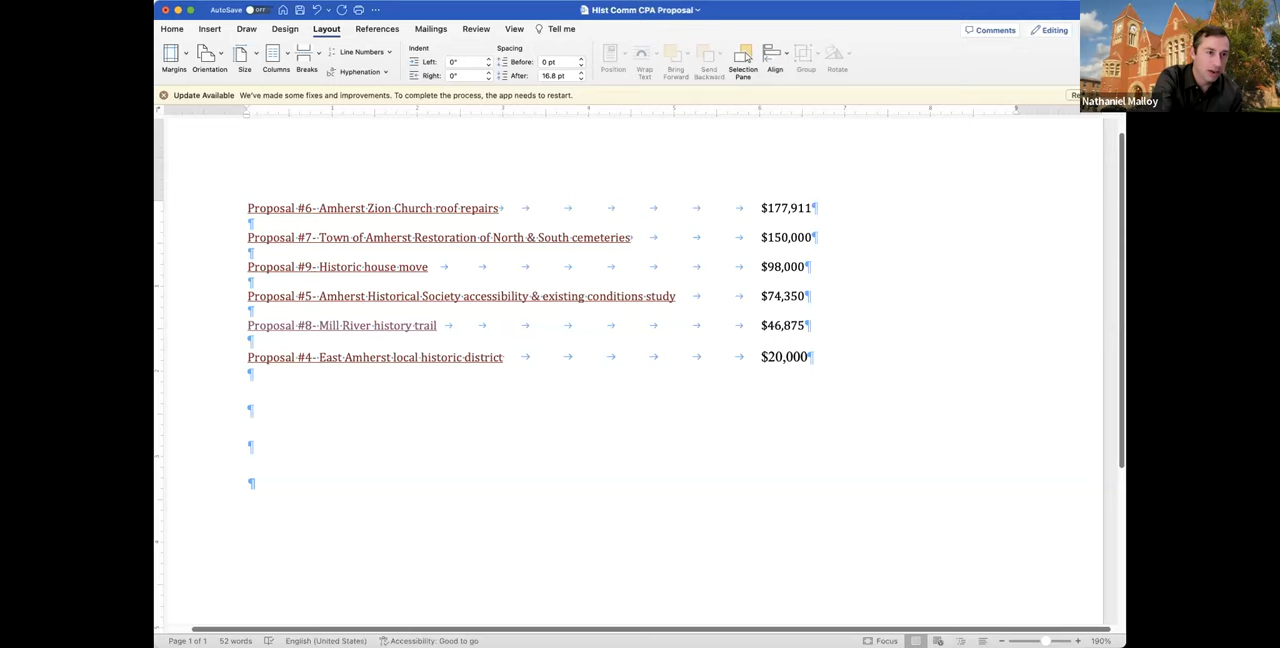 AutoSave OFF
Hist Comm CPA Proposal
Home Insert Draw Design Layout References Mailings Review View Tell me
Comments Editing
Margins Orientation Size Columns Breaks
Line Numbers
Hyphenation
Indent
Left: 0"
Right: 0"
Spacing
Before: 0 pt
After: 16.8 pt
Position Wrap Text Bring Forward Send Backward Selection Pane Align Group Rotate
Update Available We've made some fixes and improvements. To complete the process, the app needs to restart.
Nathaniel Malloy
Proposal #6- Amherst Zion Church roof repairs $177,911
Proposal #7- Town of Amherst Restoration of North & South cemeteries $150,000
Proposal #9- Historic house move $98,000
Proposal #5- Amherst Historical Society accessibility & existing conditions study $74,350
Proposal #8- Mill River history trail $46,875
Proposal #4- East Amherst local historic district $20,000
Page 1 of 1 52 words English (United States) Accessibility: Good to go Focus 190%